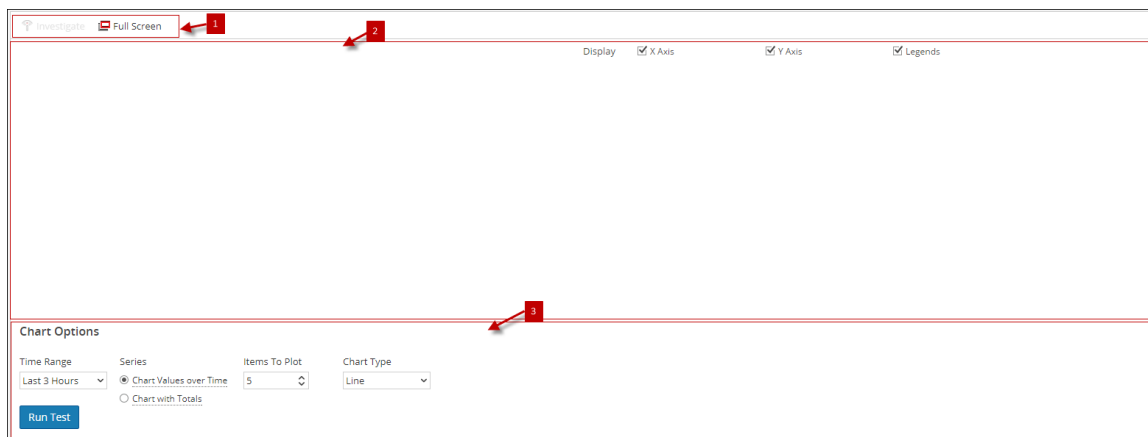 Investigate Full Screen 1
2
Display X Axis Y Axis Legends
3
Chart Options
Time Range Series Items To Plot Chart Type
Last 3 Hours Chart Values over Time 5 Line
Chart with Totals
Run Test